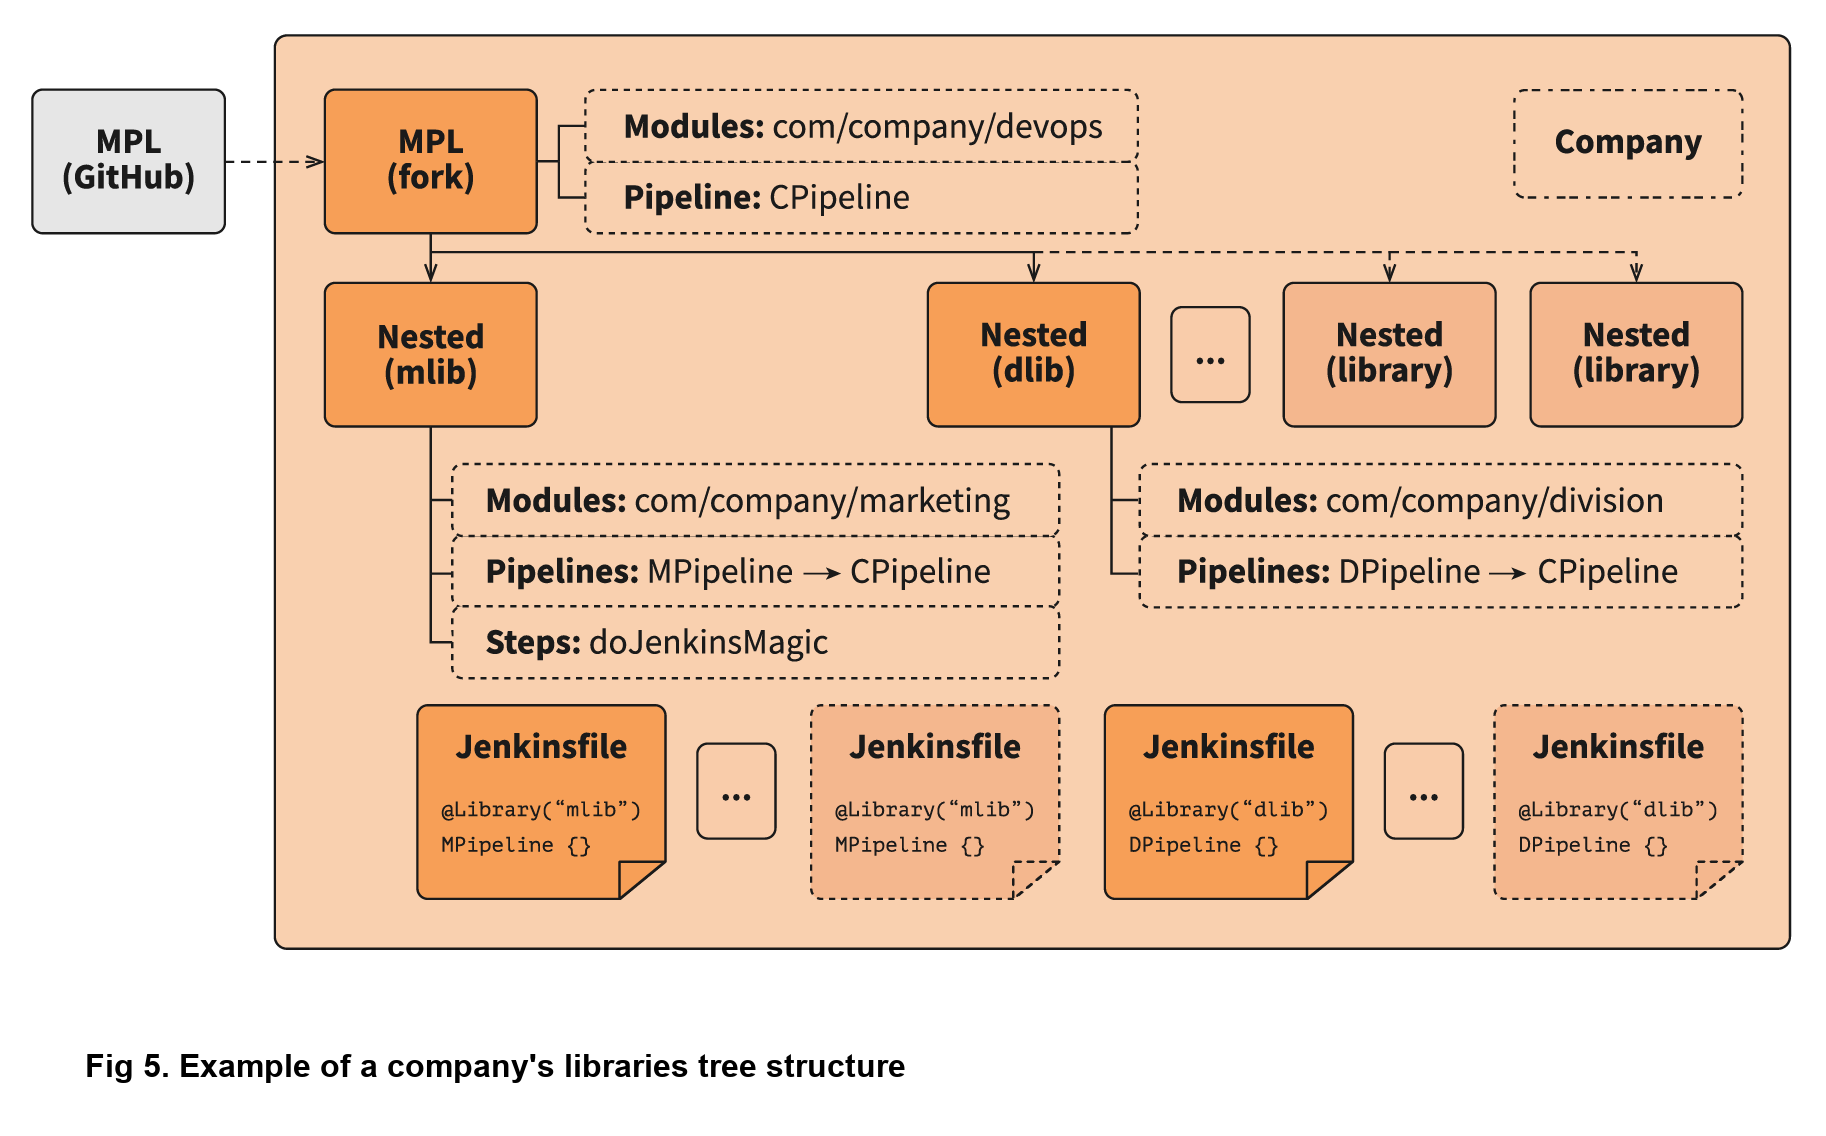 MPL
(GitHub)
MPL
(fork)
Modules: com/company/devops
Pipeline: CPipeline
Company
Nested
(mlib)
Nested
(dlib)
...
Nested
(library)
Nested
(library)
Modules: com/company/marketing
Pipelines: MPipeline → CPipeline
Steps: doJenkinsMagic
Modules: com/company/division
Pipelines: DPipeline → CPipeline
Jenkinsfile
@Library(“mlib”)
MPipeline {}
...
Jenkinsfile
@Library(“mlib”)
MPipeline {}
Jenkinsfile
@Library(“dlib”)
DPipeline {}
...
Jenkinsfile
@Library(“dlib”)
DPipeline {}
Fig 5. Example of a company's libraries tree structure